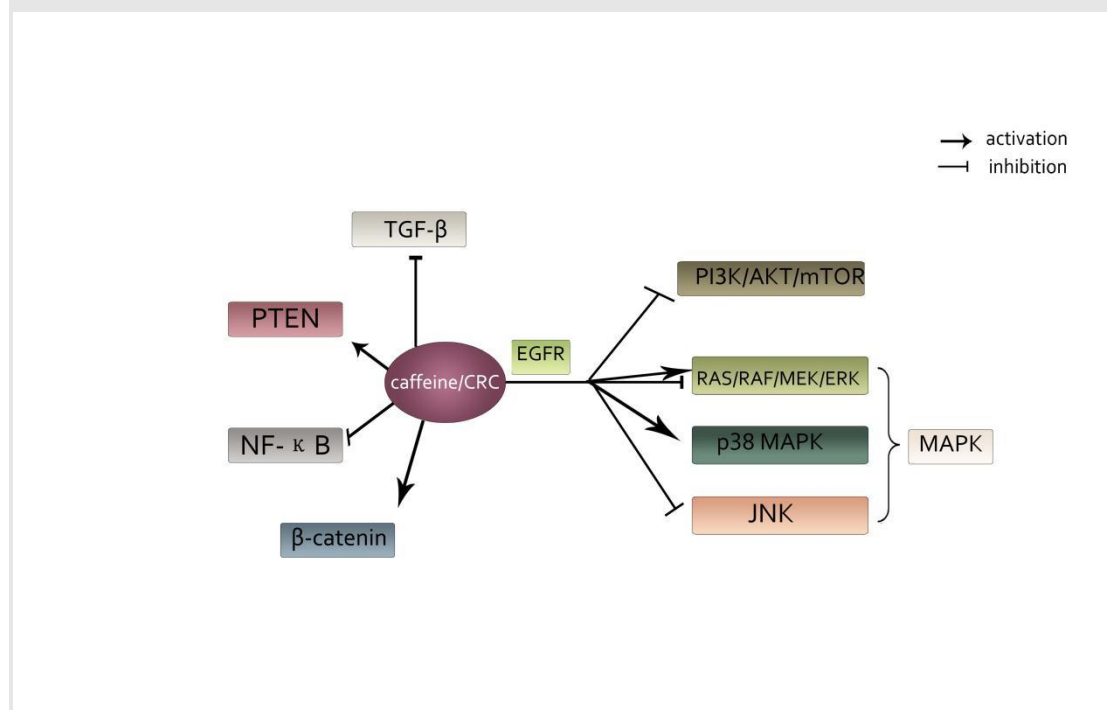 activation
inhibition
TGF-β
PI3K/AKT/mTOR
PTEN
EGFR
caffeine/CRC
RAS/RAF/MEK/ERK
NF- κ B
p38 MAPK
MAPK
JNK
β-catenin